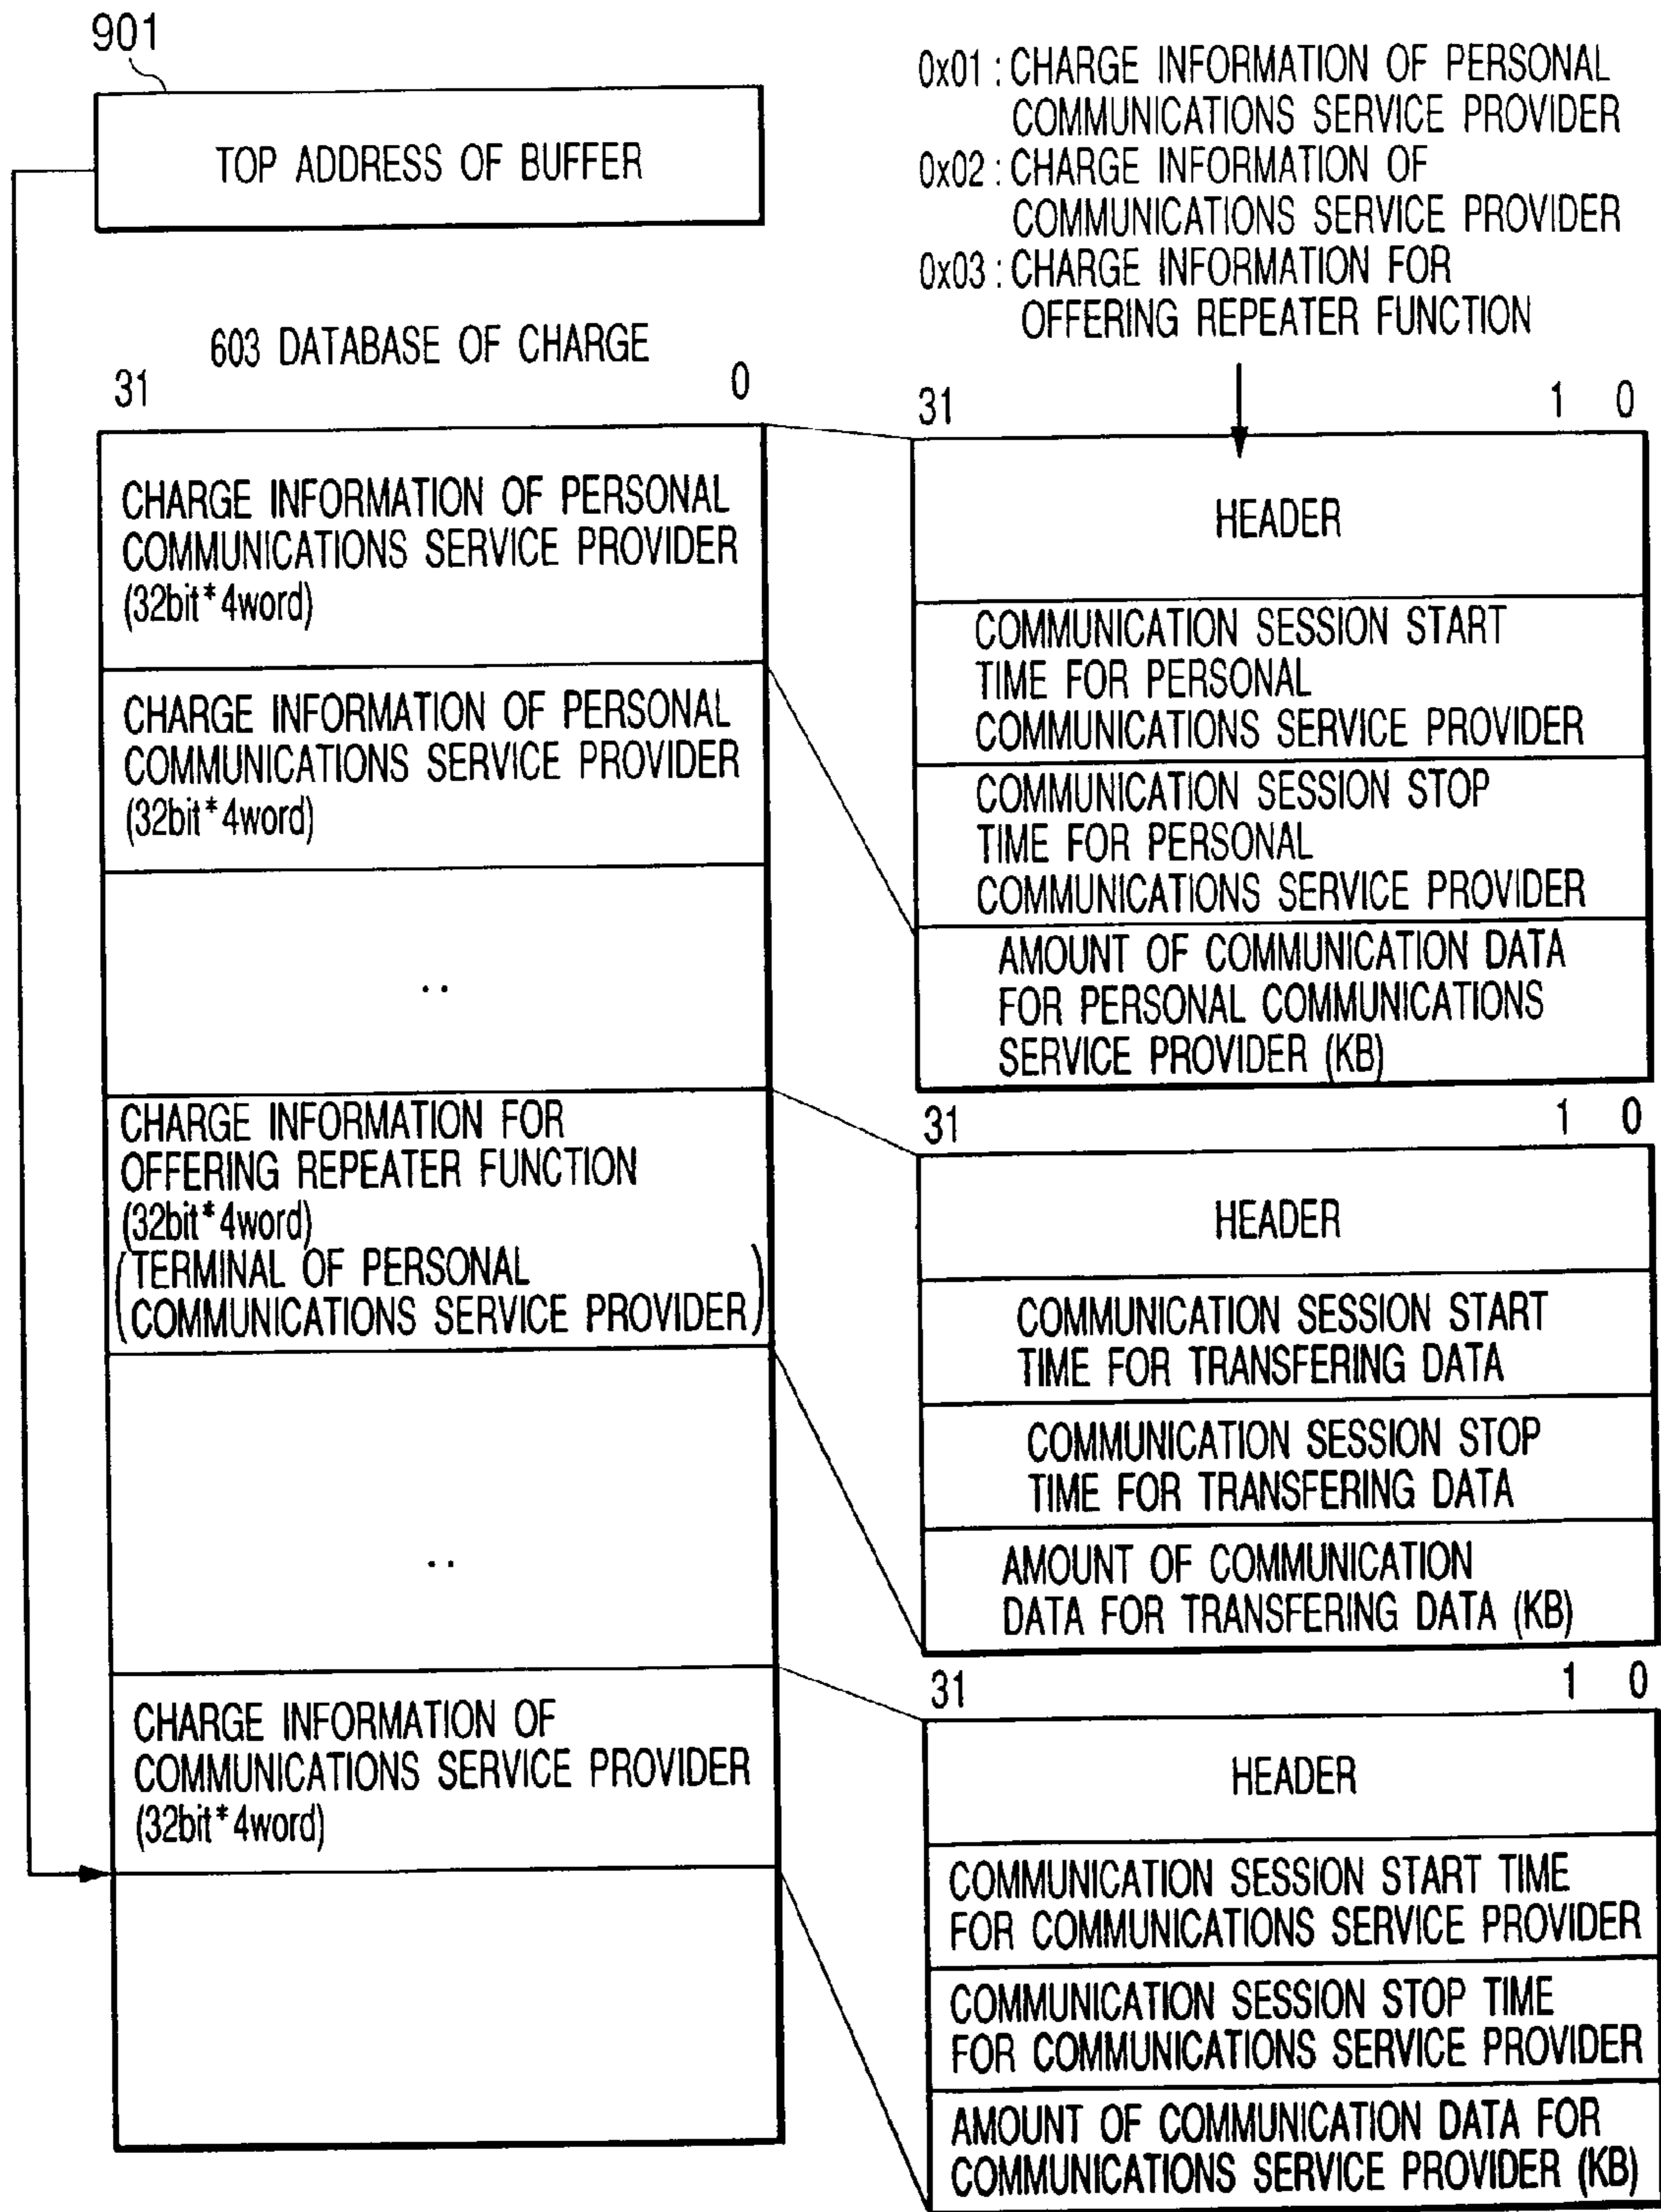 901
TOP ADDRESS OF BUFFER
0x01 : CHARGE INFORMATION OF PERSONAL
COMMUNICATIONS SERVICE PROVIDER
0x02 : CHARGE INFORMATION OF
COMMUNICATIONS SERVICE PROVIDER
0x03 : CHARGE INFORMATION FOR
OFFERING REPEATER FUNCTION
603 DATABASE OF CHARGE
31 0
CHARGE INFORMATION OF PERSONAL
COMMUNICATIONS SERVICE PROVIDER
(32bit*4word)
CHARGE INFORMATION OF PERSONAL
COMMUNICATIONS SERVICE PROVIDER
(32bit*4word)
..
CHARGE INFORMATION FOR
OFFERING REPEATER FUNCTION
(32bit*4word)
(TERMINAL OF PERSONAL
COMMUNICATIONS SERVICE PROVIDER)
..
CHARGE INFORMATION OF
COMMUNICATIONS SERVICE PROVIDER
(32bit*4word)
31 1 0
HEADER
COMMUNICATION SESSION START
TIME FOR PERSONAL
COMMUNICATIONS SERVICE PROVIDER
COMMUNICATION SESSION STOP
TIME FOR PERSONAL
COMMUNICATIONS SERVICE PROVIDER
AMOUNT OF COMMUNICATION DATA
FOR PERSONAL COMMUNICATIONS
SERVICE PROVIDER (KB)
31 1 0
HEADER
COMMUNICATION SESSION START
TIME FOR TRANSFERING DATA
COMMUNICATION SESSION STOP
TIME FOR TRANSFERING DATA
AMOUNT OF COMMUNICATION
DATA FOR TRANSFERING DATA (KB)
31 1 0
HEADER
COMMUNICATION SESSION START TIME
FOR COMMUNICATIONS SERVICE PROVIDER
COMMUNICATION SESSION STOP TIME
FOR COMMUNICATIONS SERVICE PROVIDER
AMOUNT OF COMMUNICATION DATA FOR
COMMUNICATIONS SERVICE PROVIDER (KB)